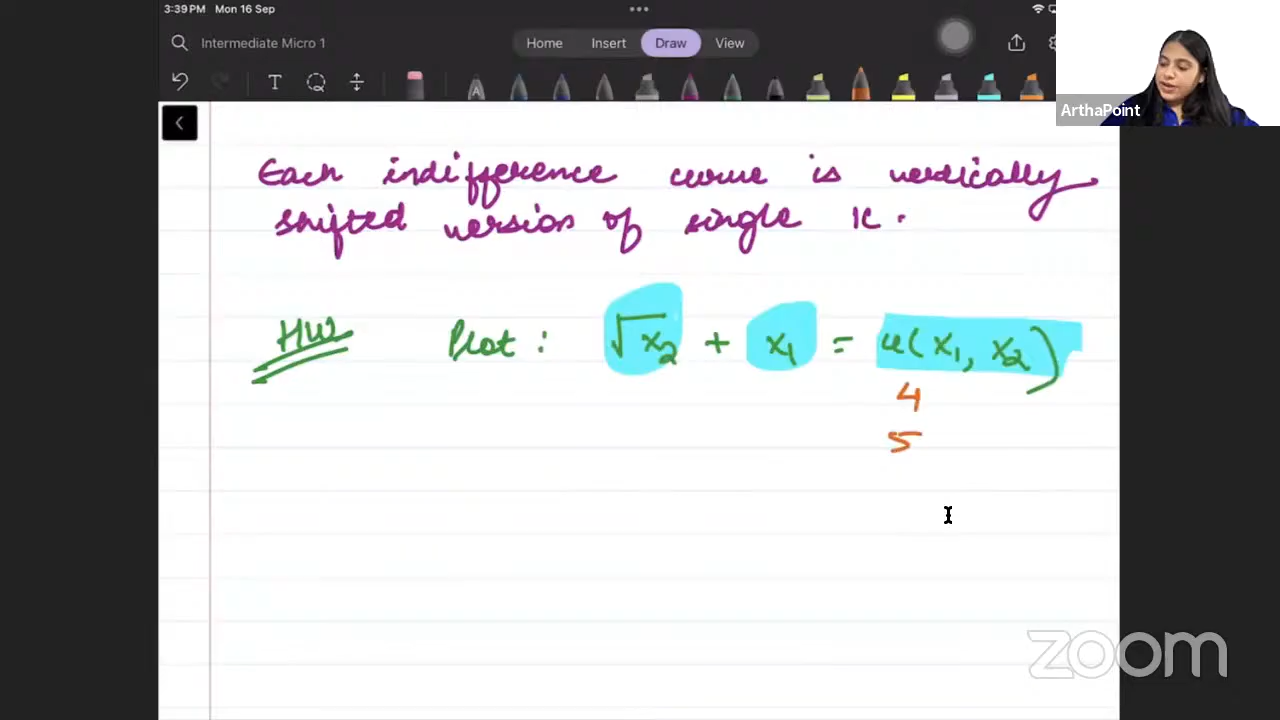 3:39 PM Mon 16 Sep
Intermediate Micro 1
Home Insert Draw View
T
A
ArthaPoint
Each indifference curve is vertically
shifted version of single IC.
HW Plot : √x₂ + x₁ = u(x₁, x₂)
4
5
zoom